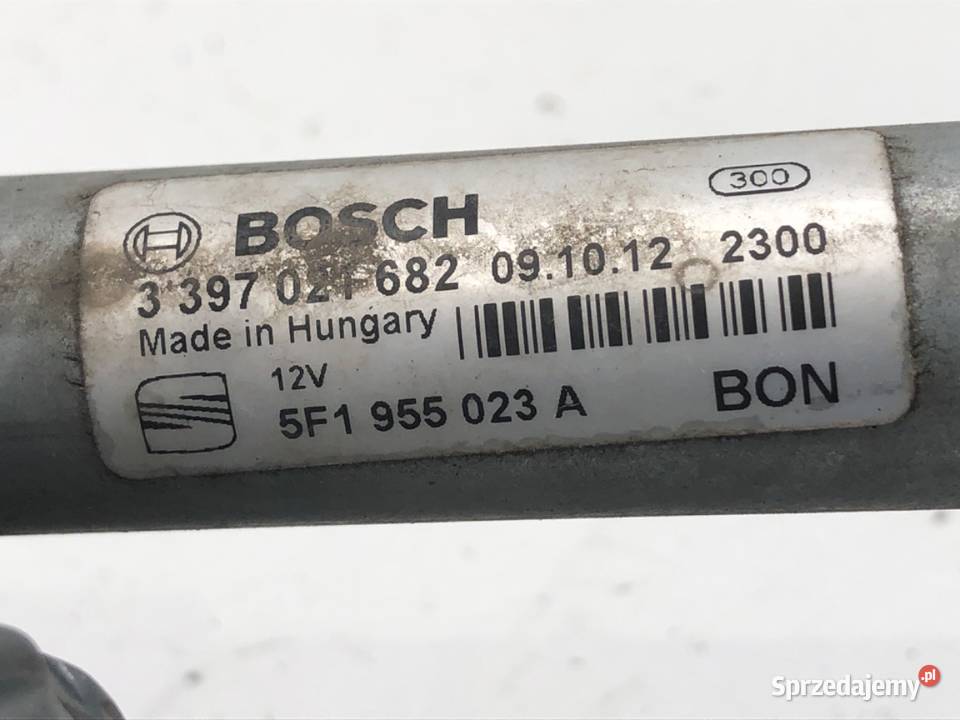 BOSCH
300
3 397 021 682 09.10.12 2300
Made in Hungary
12V
5F1 955 023 A BON
Sprzedajemy.pl